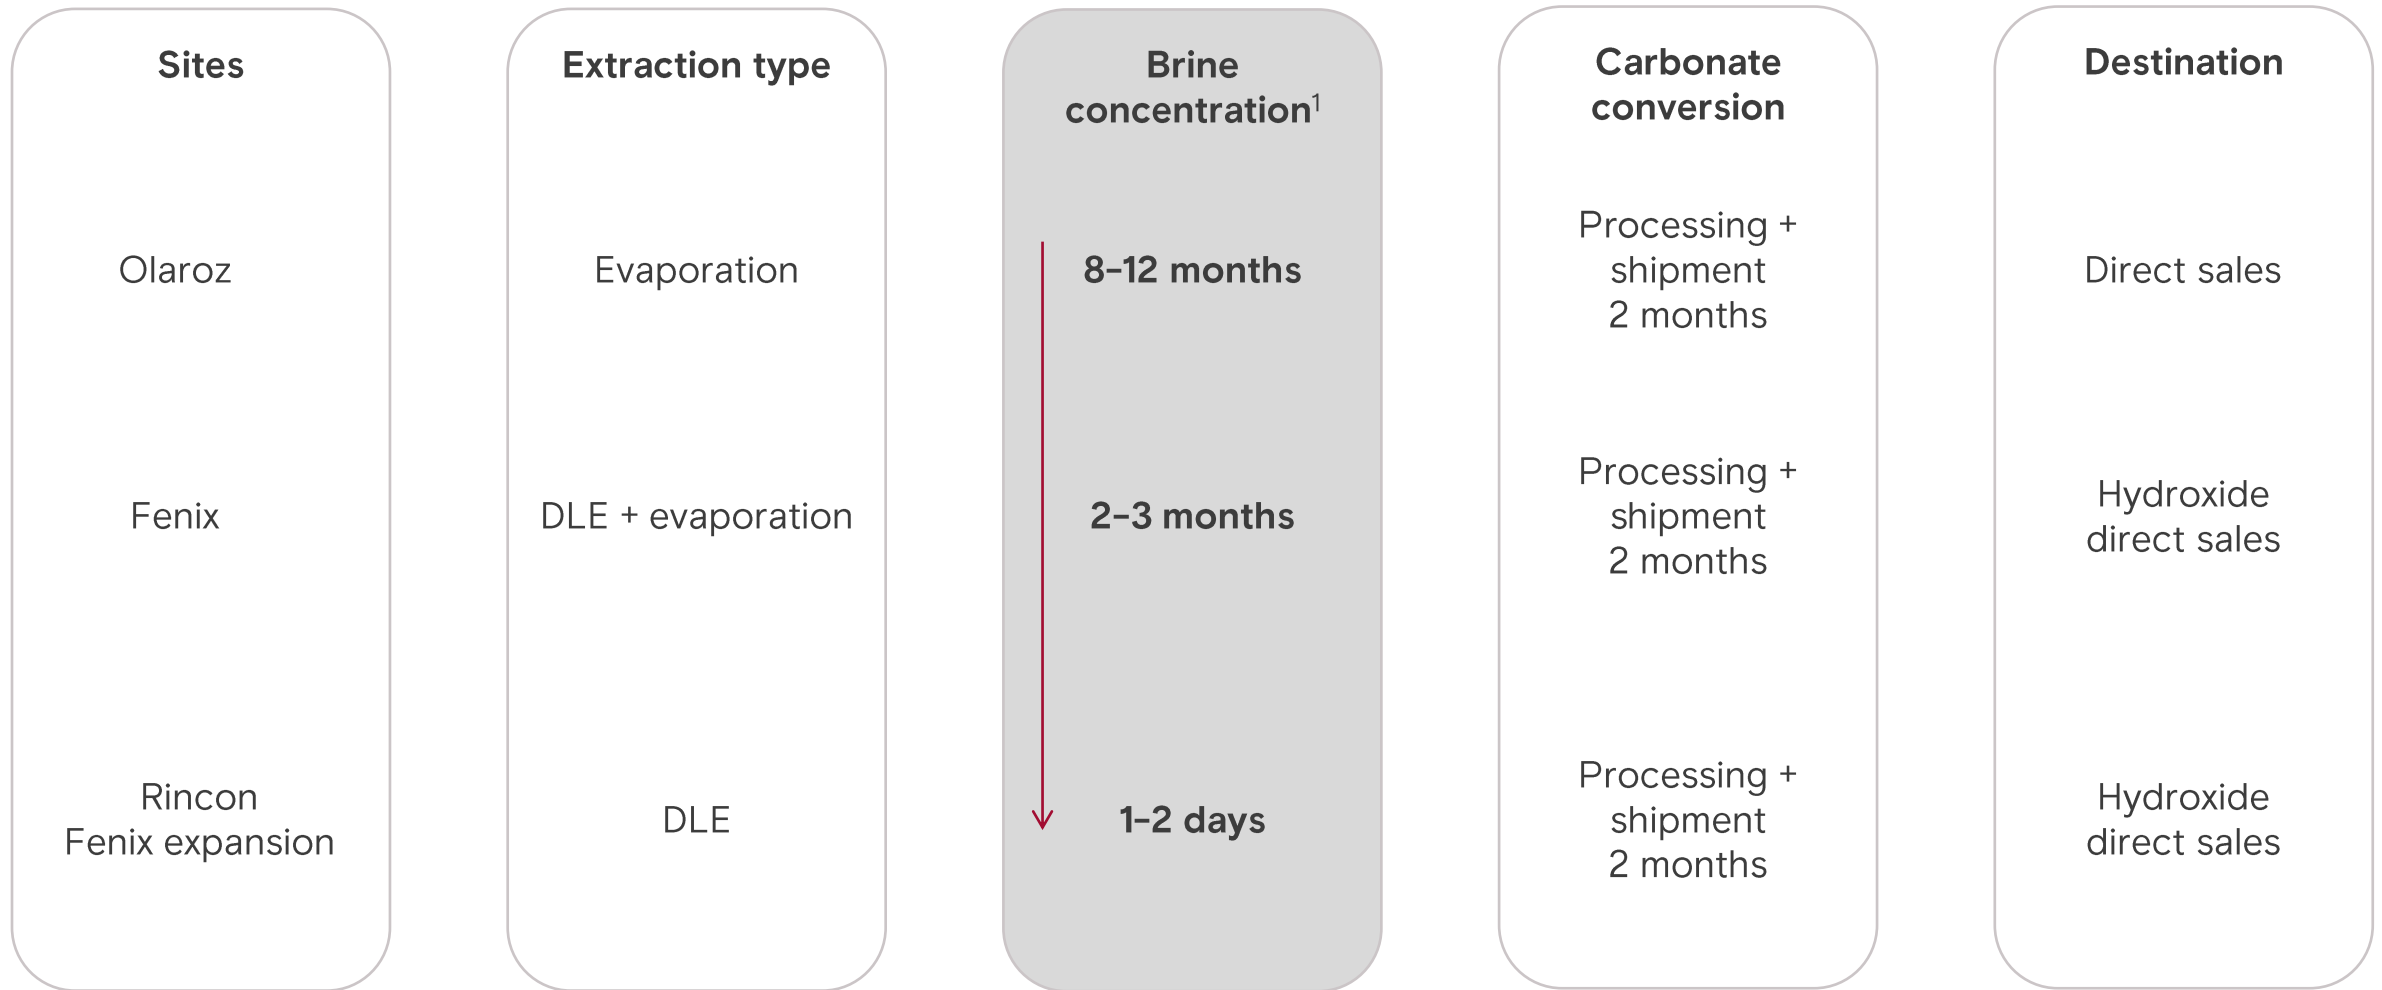 Sites
Extraction type
Brine
concentration¹
Carbonate
conversion
Destination
Olaroz
Evaporation
8–12 months
Processing +
shipment
2 months
Direct sales
Fenix
DLE + evaporation
2–3 months
Processing +
shipment
2 months
Hydroxide
direct sales
Rincon
Fenix expansion
DLE
1–2 days
Processing +
shipment
2 months
Hydroxide
direct sales